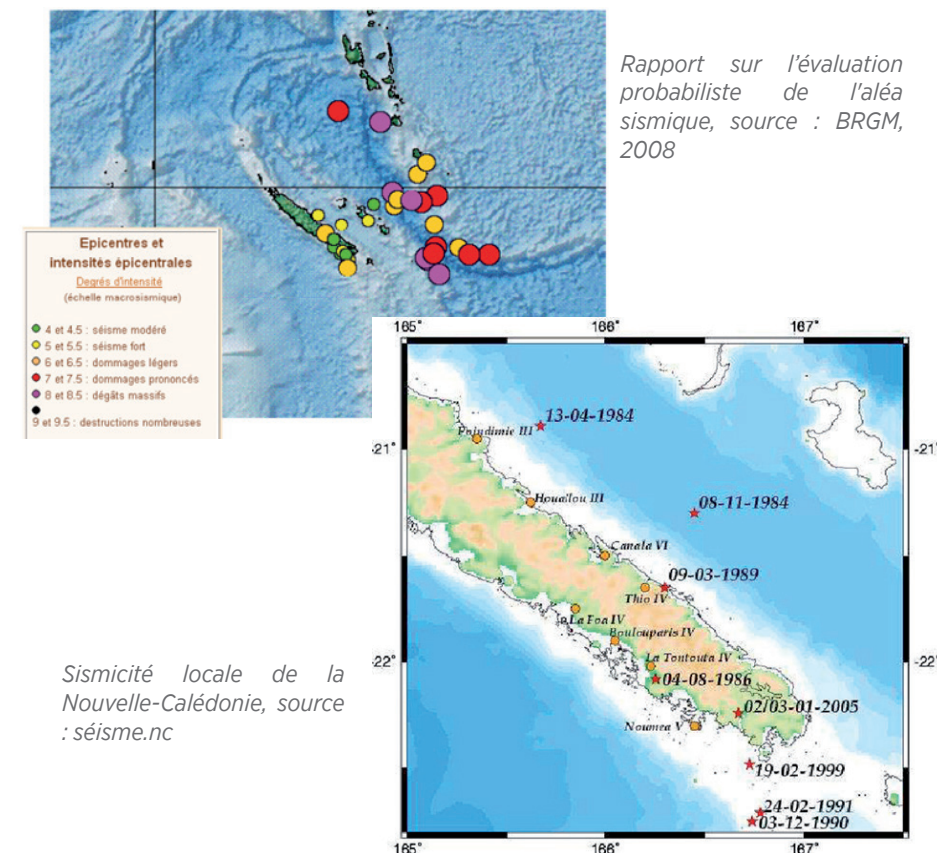 Rapport sur l'évaluation
probabiliste de l'aléa
sismique, source : BRGM,
2008
Epicentres et
intensités épicentrales
Degrés d'intensité
(échelle macrosismique)
4 et 4.5 : séisme modéré
5 et 5.5 : séisme fort
6 et 6.5 : dommages légers
7 et 7.5 : dommages prononcés
8 et 8.5 : dégâts massifs
9 et 9.5 : destructions nombreuses
165° 166° 167°
13-04-1984
Poindimie III
-21° -21°
Houaïlou III
08-11-1984
Canala VI
09-03-1989
Thio IV
La Foa IV
Boulouparis IV
La Tontouta IV
-22° -22°
04-08-1986
02/03-01-2005
Noumea V
19-02-1999
24-02-1991
03-12-1990
165° 166° 167°
Sismicité locale de la
Nouvelle-Calédonie, source
: séisme.nc